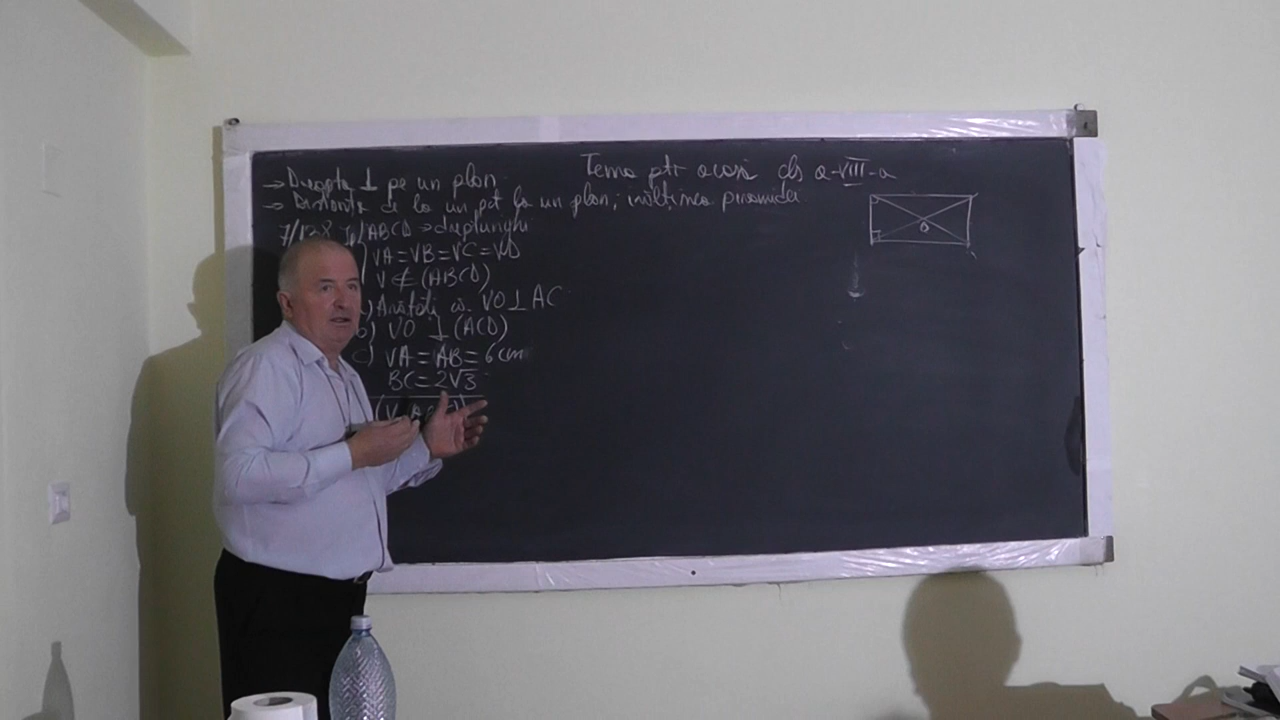 Tema ptr acasă cls a-VIII-a
→ Dreapta ⊥ pe un plan
→ Distanța de la un pct la un plan; înălțimea piramidei
7/138 ABCD → dreptunghi
VA=VB=VC=VD
V ∉ (ABCD)
a) Arătați că VO ⊥ AC
b) VO ⊥ (ACD)
c) VA = AB = 6 cm
BC = 2√3
O